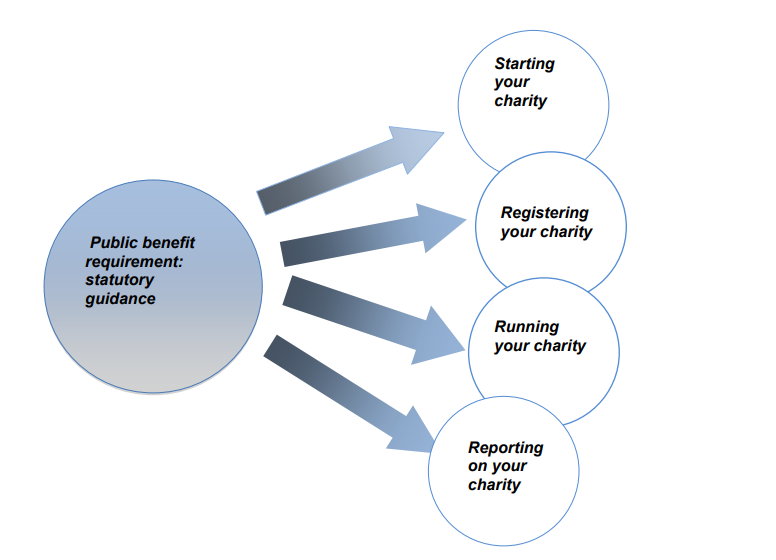 Public benefit
requirement:
statutory
guidance
Starting
your
charity
Registering
your charity
Running
your charity
Reporting
on your
charity